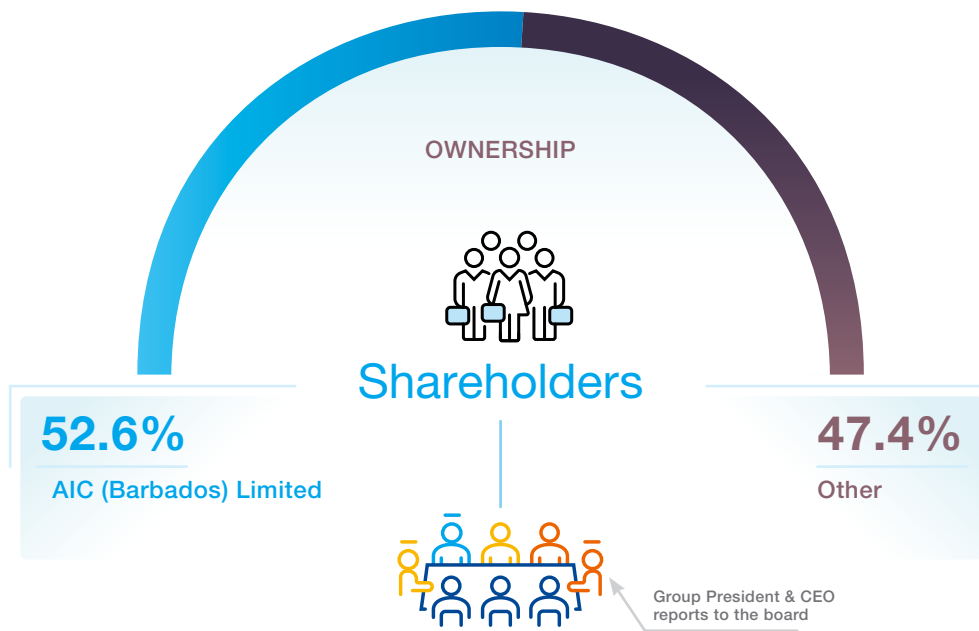 OWNERSHIP
Shareholders
52.6%
AIC (Barbados) Limited
47.4%
Other
Group President & CEO
reports to the board